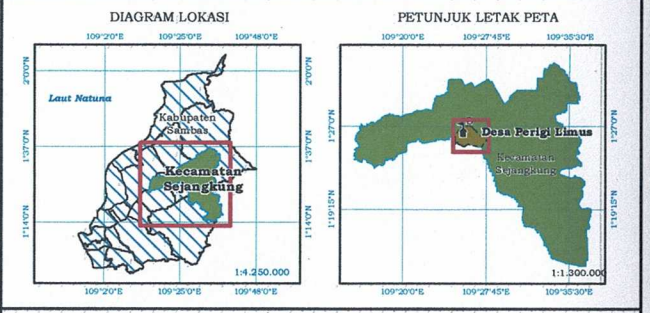 DIAGRAM LOKASI
109°2'0"E 109°25'0"E 109°48'0"E
2°0'0"N
2°0'0"N
Laut Natuna
Kabupaten
Sambas
1°37'0"N
1°37'0"N
Kecamatan
Sejangkung
1°14'0"N
1°14'0"N
1:4.250.000
109°2'0"E 109°25'0"E 109°48'0"E
PETUNJUK LETAK PETA
109°20'0"E 109°27'45"E 109°35'30"E
1°27'0"N
1°27'0"N
Desa Perigi Limus
Kecamatan
Sejangkung
1°19'15"N
1°19'15"N
1:1.300.000
109°20'0"E 109°27'45"E 109°35'30"E